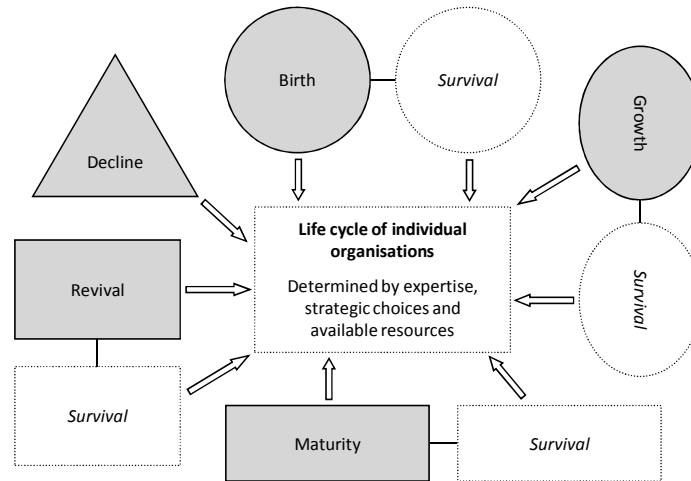 Birth
Survival
Growth
Decline
Life cycle of individual
organisations
Determined by expertise,
strategic choices and
available resources
Revival
Survival
Survival
Maturity
Survival